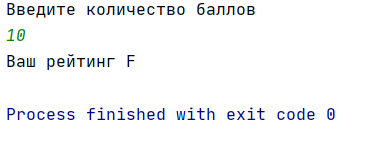 Введите количество баллов
10
Ваш рейтинг F
Process finished with exit code 0